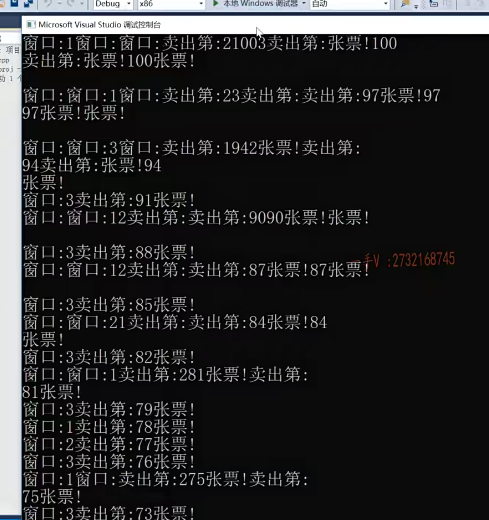 Debug
x86
本地 Windows 调试器
自动
Microsoft Visual Studio 调试控制台
窗口:1窗口:窗口:卖出第:21003卖出第:张票!100
卖出第:张票!100张票!
窗口:窗口:1窗口:卖出第:23卖出第:卖出第:97张票!97
97张票!张票!
窗口:窗口:3窗口:卖出第:1942张票!卖出第:
94卖出第:张票!94
张票!
窗口:3卖出第:91张票!
窗口:窗口:12卖出第:卖出第:9090张票!张票!
窗口:3卖出第:88张票!
窗口:窗口:12卖出第:卖出第:87张票!87张票!
:2732168745
窗口:3卖出第:85张票!
窗口:窗口:21卖出第:卖出第:84张票!84
张票!
窗口:3卖出第:82张票!
窗口:窗口:1卖出第:281张票!卖出第:
81张票!
窗口:3卖出第:79张票!
窗口:1卖出第:78张票!
窗口:2卖出第:77张票!
窗口:3卖出第:76张票!
窗口:1窗口:卖出第:275张票!卖出第:
75张票!
窗口:3卖出第:73张票!